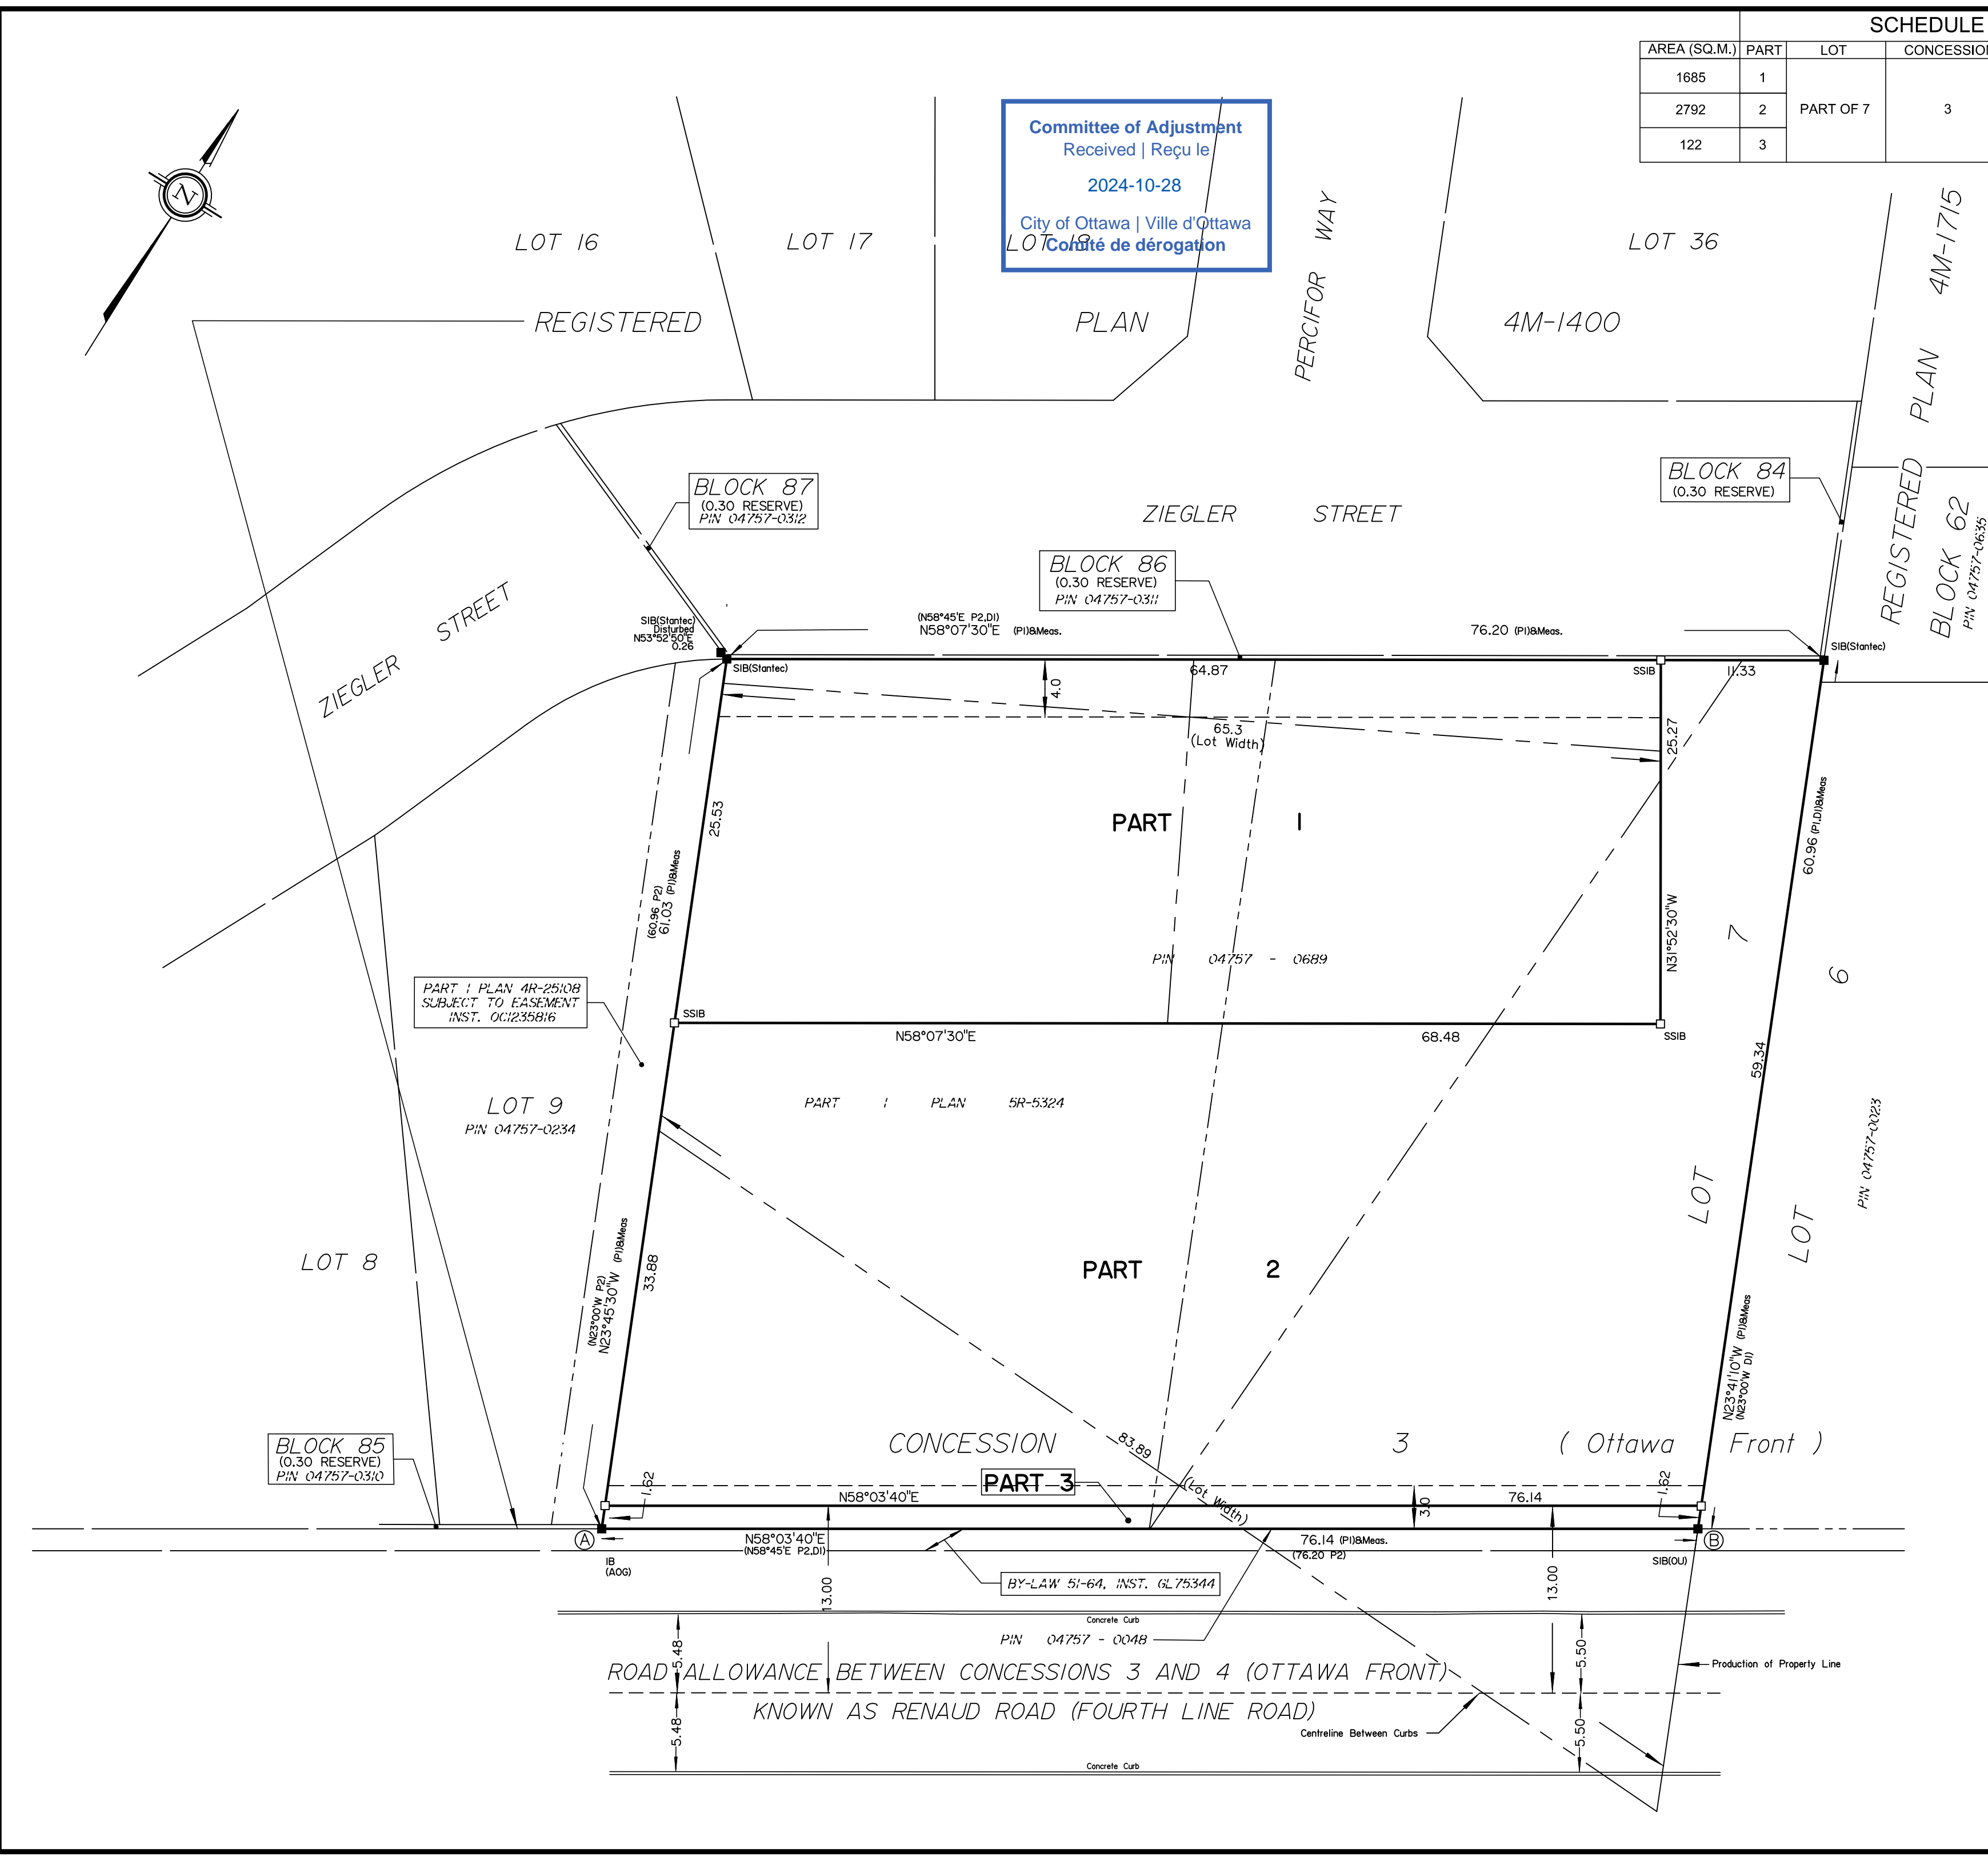 SCHEDULE
AREA (SQ.M.) PART LOT CONCESSION
1685 1
2792 2 PART OF 7 3
122 3
Committee of Adjustment
Received | Reçu le
2024-10-28
City of Ottawa | Ville d'Ottawa
Comité de dérogation
N
LOT 16
LOT 17
LOT 18
PERCIFOR WAY
LOT 36
4M-1715
REGISTERED PLAN 4M-1400
REGISTERED PLAN
BLOCK 87
(0.30 RESERVE)
PIN 04757-0312
BLOCK 84
(0.30 RESERVE)
ZIEGLER STREET
BLOCK 86
(0.30 RESERVE)
PIN 04757-0311
BLOCK 62
PIN 04757-0635
ZIEGLER STREET
SIB(Stantec)
Disturbed
N53°52'50"E
0.26
SIB(Stantec)
(N58°45'E P2,D1)
N58°07'30"E (P1)&Meas.
76.20 (P1)&Meas.
SIB(Stantec)
64.87
SSIB
11.33
4.0
65.3
(Lot Width)
25.27
25.53
60.96 (P1,D1)&Meas
PART 1
(60.96 P2)
61.03 (P1)&Meas
N31°52'30"W
7
6
PIN 04757 - 0689
PART 1 PLAN 4R-25108
SUBJECT TO EASEMENT
INST. OC1235816
SSIB
N58°07'30"E
68.48
SSIB
59.34
LOT 9
PIN 04757-0234
PART 1 PLAN 5R-5324
PIN 04757-0023
LOT
LOT
LOT 8
33.88
(N23°00'W P2)
N23°45'30"W (P1)&Meas
PART 2
N23°41'10"W (P1)&Meas
(N23°00'W D1)
BLOCK 85
(0.30 RESERVE)
PIN 04757-0310
CONCESSION 3 ( Ottawa Front )
83.89
(Lot Width)
1.62
PART 3
1.62
N58°03'40"E
3.0
76.14
A
N58°03'40"E
(N58°45'E P2,D1)
76.14 (P1)&Meas.
(76.20 P2)
B
IB
(AOG)
SIB(OU)
BY-LAW 51-64, INST. GL75344
13.00
13.00
Concrete Curb
PIN 04757 - 0048
5.48
5.50
ROAD ALLOWANCE BETWEEN CONCESSIONS 3 AND 4 (OTTAWA FRONT)
Production of Property Line
KNOWN AS RENAUD ROAD (FOURTH LINE ROAD)
5.48
5.50
Centreline Between Curbs
Concrete Curb